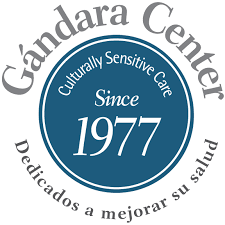 Gándara Center
Culturally Sensitive Care
Since
1977
Dedicados a mejorar su salud